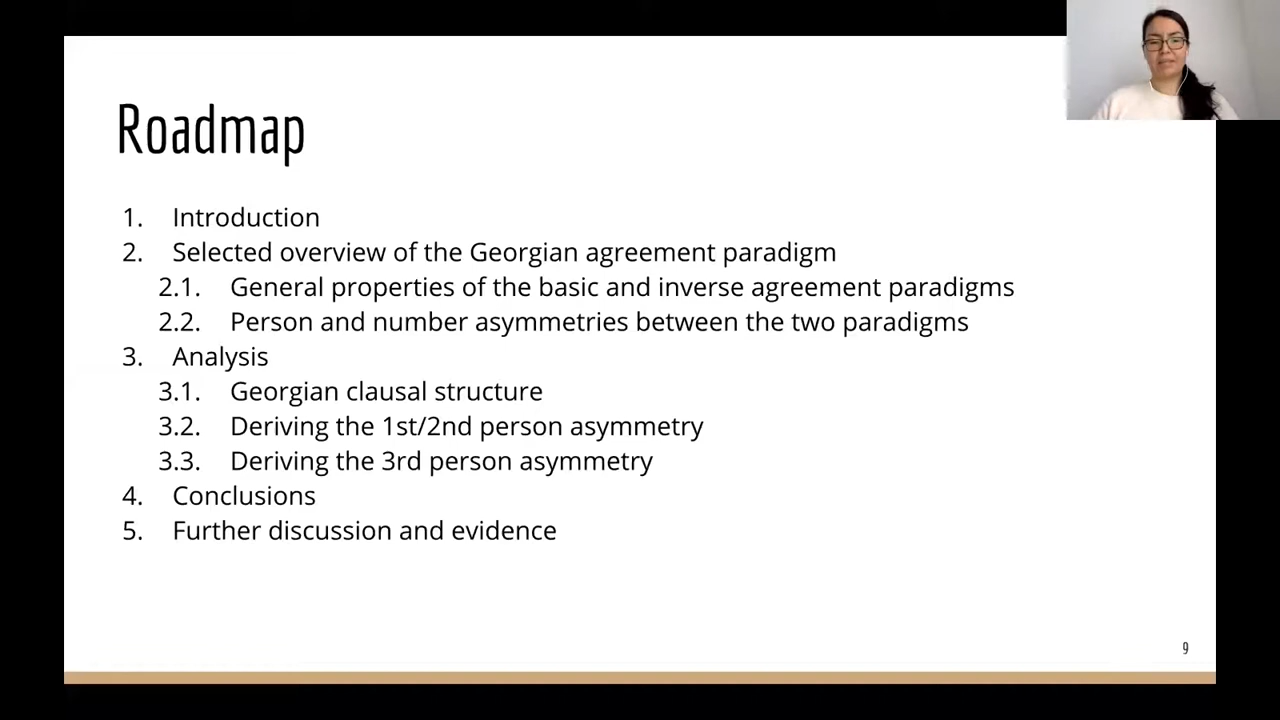 Roadmap
1. Introduction
2. Selected overview of the Georgian agreement paradigm
2.1. General properties of the basic and inverse agreement paradigms
2.2. Person and number asymmetries between the two paradigms
3. Analysis
3.1. Georgian clausal structure
3.2. Deriving the 1st/2nd person asymmetry
3.3. Deriving the 3rd person asymmetry
4. Conclusions
5. Further discussion and evidence
9